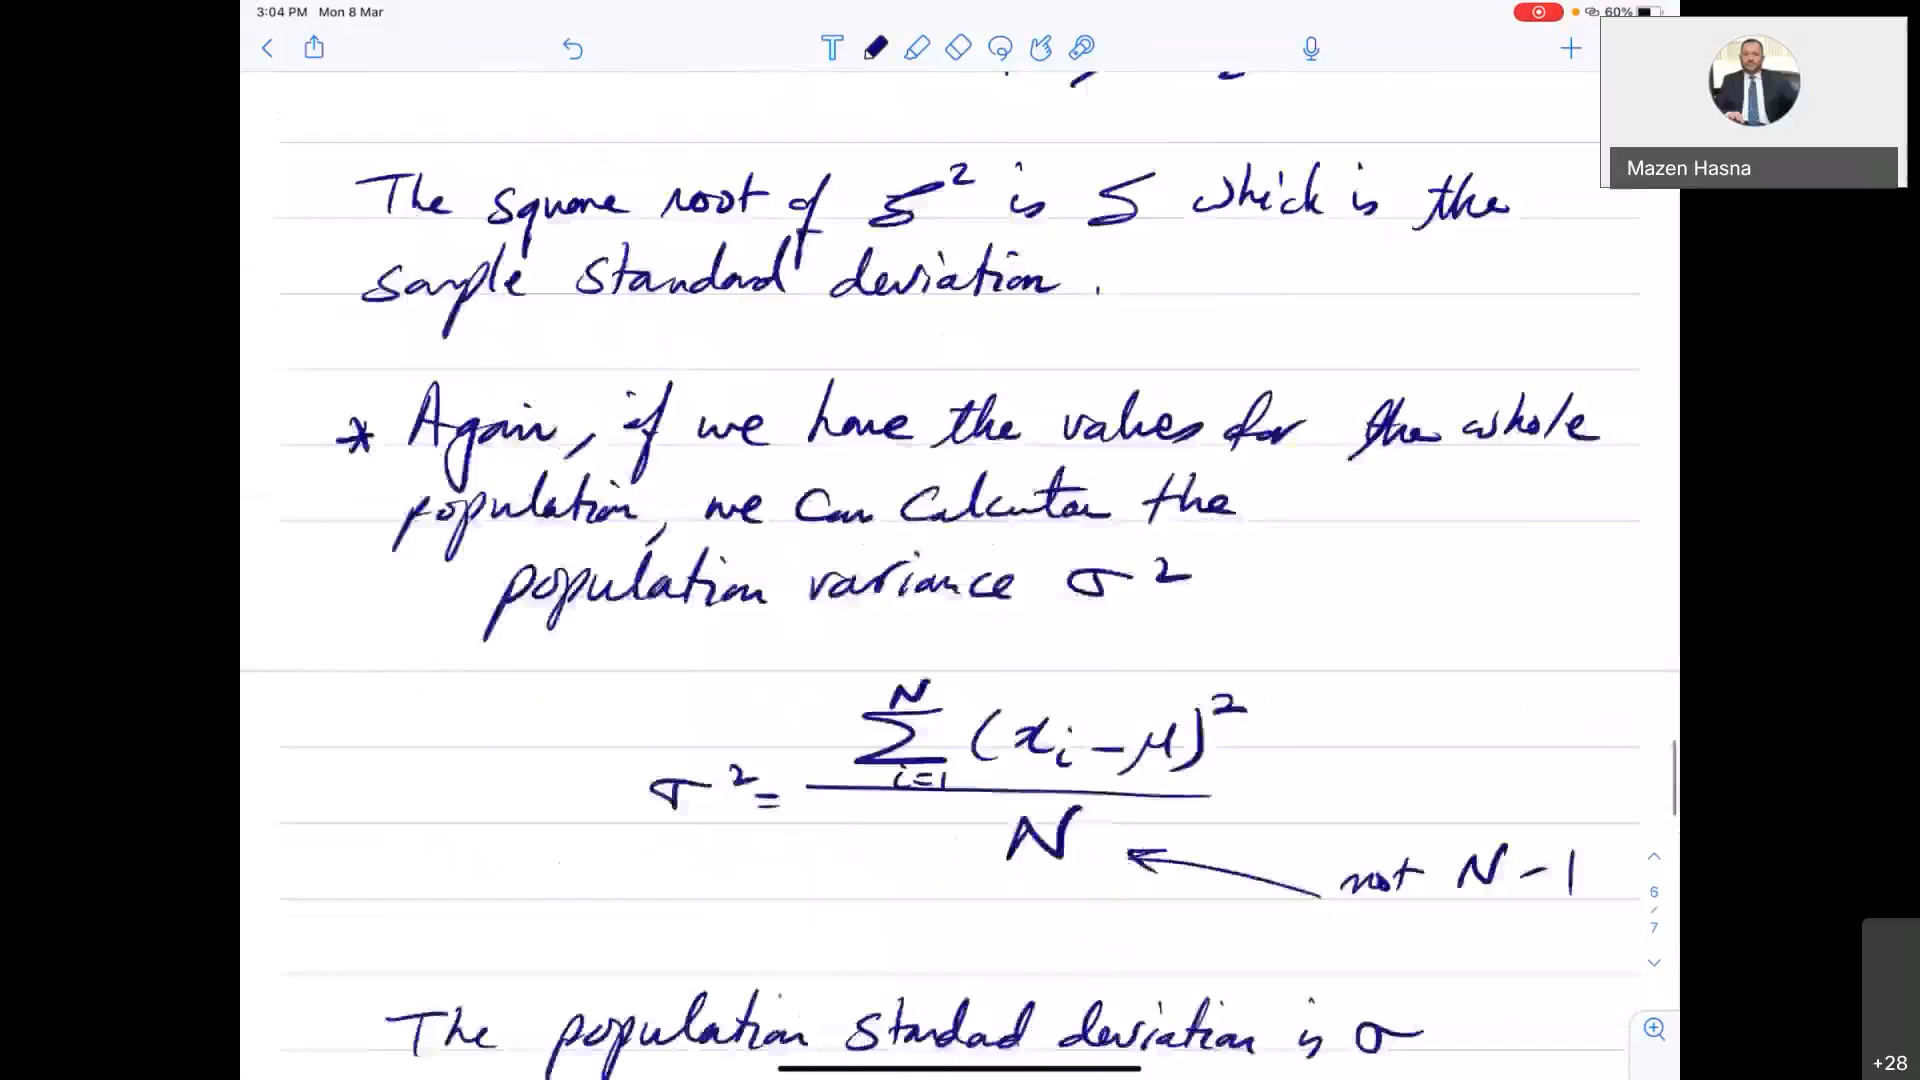 3:04 PM Mon 8 Mar
60%
Mazen Hasna
The square root of S² is S which is the
sample standard deviation.
* Again, if we have the values for the whole
population, we can calculate the
population variance σ²
σ² = \frac{\sum_{i=1}^{N} (x_i - μ)²}{N} ← not N-1
6
/
7
The population standard deviation is σ
+28